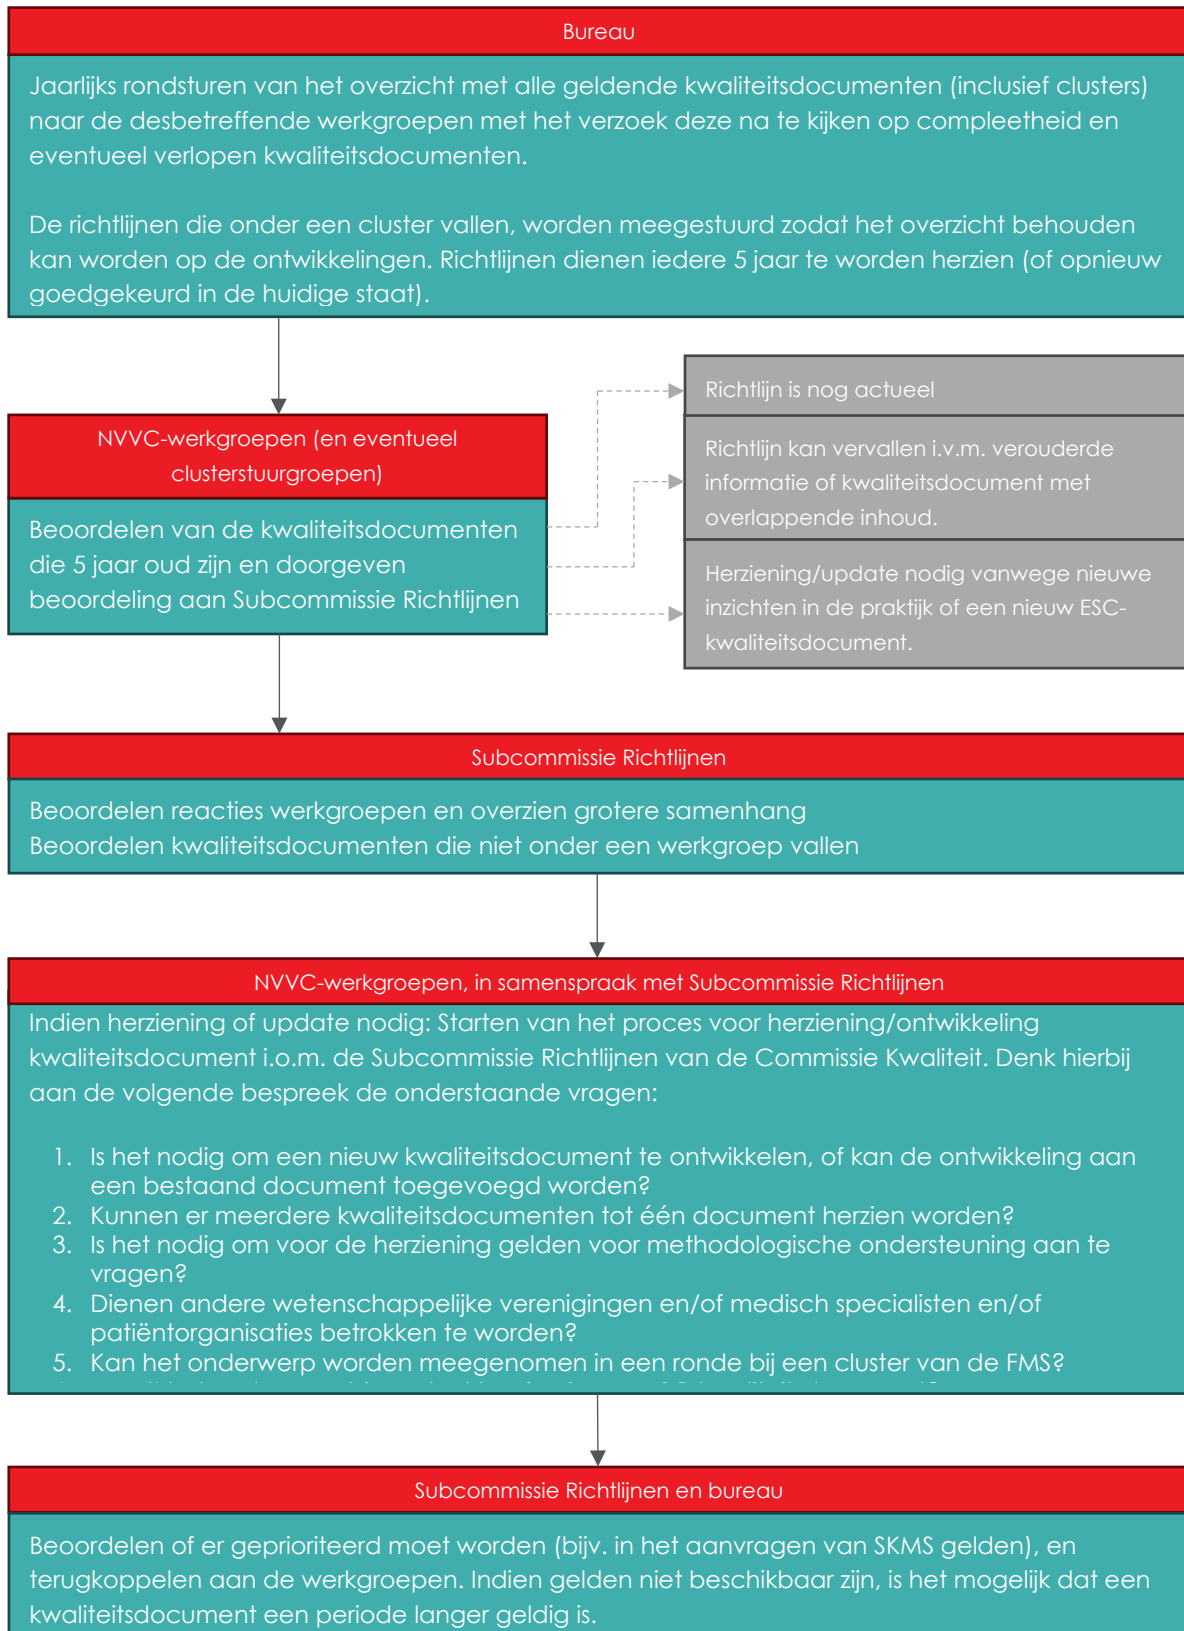 Bureau
Jaarlijks rondsturen van het overzicht met alle geldende kwaliteitsdocumenten (inclusief clusters)
naar de desbetreffende werkgroepen met het verzoek deze na te kijken op compleetheid en
eventueel verlopen kwaliteitsdocumenten.
De richtlijnen die onder een cluster vallen, worden meegestuurd zodat het overzicht behouden
kan worden op de ontwikkelingen. Richtlijnen dienen iedere 5 jaar te worden herzien (of opnieuw
goedgekeurd in de huidige staat).
NVVC-werkgroepen (en eventueel
clusterstuurgroepen)
Beoordelen van de kwaliteitsdocumenten
die 5 jaar oud zijn en doorgeven
beoordeling aan Subcommissie Richtlijnen
Richtlijn is nog actueel
Richtlijn kan vervallen i.v.m. verouderde
informatie of kwaliteitsdocument met
overlappende inhoud.
Herziening/update nodig vanwege nieuwe
inzichten in de praktijk of een nieuw ESC-
kwaliteitsdocument.
Subcommissie Richtlijnen
Beoordelen reacties werkgroepen en overzien grotere samenhang
Beoordelen kwaliteitsdocumenten die niet onder een werkgroep vallen
NVVC-werkgroepen, in samenspraak met Subcommissie Richtlijnen
Indien herziening of update nodig: Starten van het proces voor herziening/ontwikkeling
kwaliteitsdocument i.o.m. de Subcommissie Richtlijnen van de Commissie Kwaliteit. Denk hierbij
aan de volgende bespreek de onderstaande vragen:
1. Is het nodig om een nieuw kwaliteitsdocument te ontwikkelen, of kan de ontwikkeling aan
een bestaand document toegevoegd worden?
2. Kunnen er meerdere kwaliteitsdocumenten tot één document herzien worden?
3. Is het nodig om voor de herziening gelden voor methodologische ondersteuning aan te
vragen?
4. Dienen andere wetenschappelijke verenigingen en/of medisch specialisten en/of
patiëntorganisaties betrokken te worden?
5. Kan het onderwerp worden meegenomen in een ronde bij een cluster van de FMS?
Subcommissie Richtlijnen en bureau
Beoordelen of er geprioriteerd moet worden (bijv. in het aanvragen van SKMS gelden), en
terugkoppelen aan de werkgroepen. Indien gelden niet beschikbaar zijn, is het mogelijk dat een
kwaliteitsdocument een periode langer geldig is.